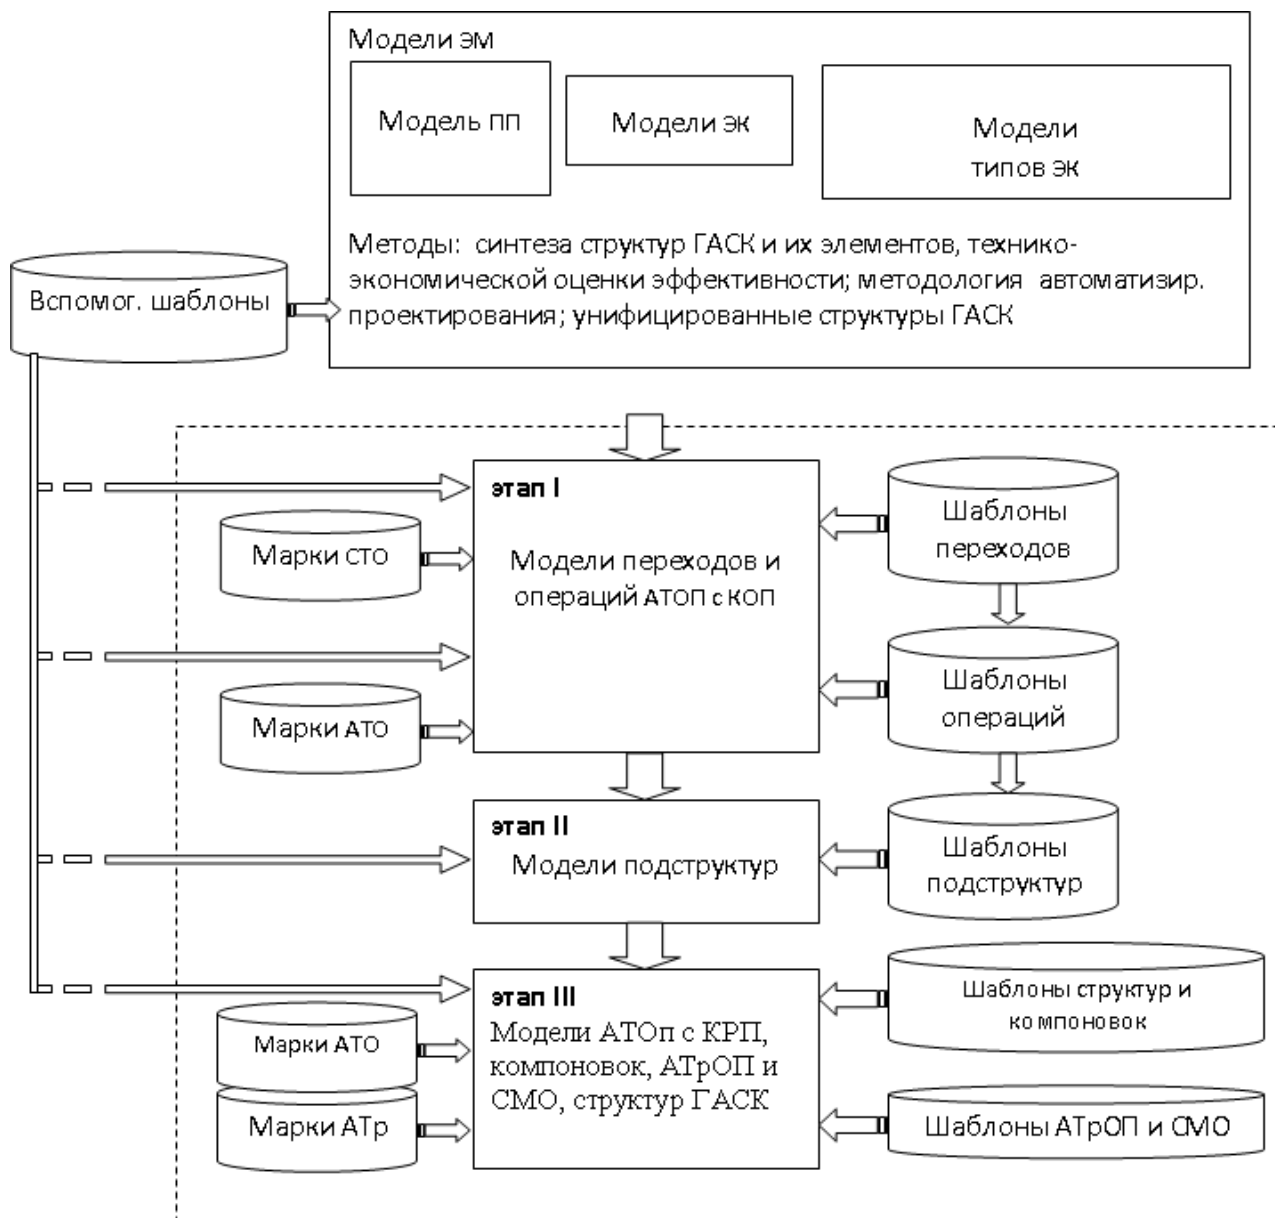 Модели ЭМ
Модель ПП
Модели ЭК
Модели
типов ЭК
Методы: синтеза структур ГАСК и их элементов, технико-
экономической оценки эффективности; методология автоматизир.
проектирования; унифицированные структуры ГАСК
Вспомог. шаблоны
этап I
Модели переходов и
операций АТОП с КОП
Марки СТО
Марки АТО
Шаблоны
переходов
Шаблоны
операций
этап II
Модели подструктур
Шаблоны
подструктур
этап III
Модели АТОп с КРП,
компоновок, АТрОП и
СМО, структур ГАСК
Марки АТО
Марки АТр
Шаблоны структур и
компоновок
Шаблоны АТрОП и СМО